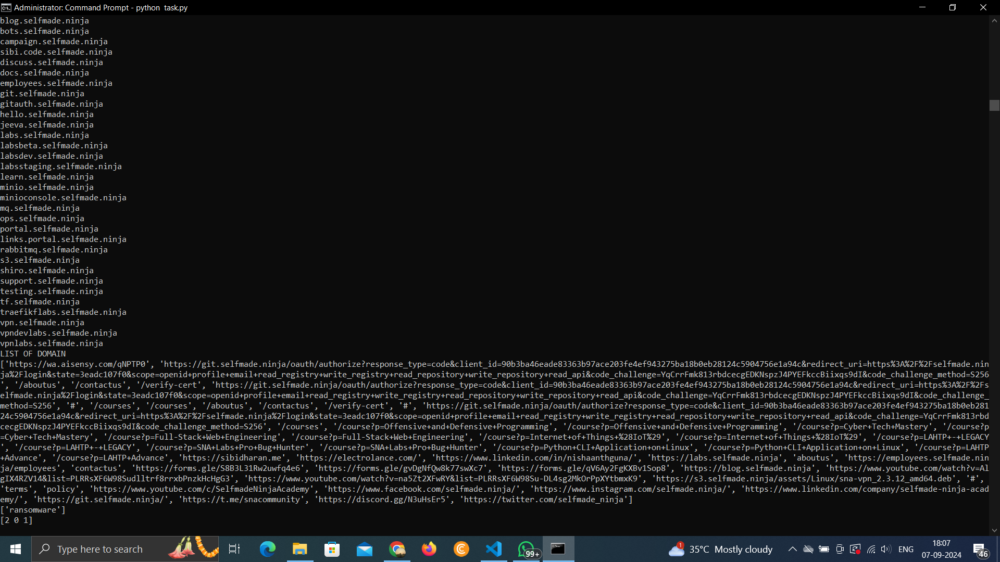 Administrator: Command Prompt - python  task.py
blog.selfmade.ninja
bots.selfmade.ninja
campaign.selfmade.ninja
sibi.code.selfmade.ninja
discuss.selfmade.ninja
docs.selfmade.ninja
employees.selfmade.ninja
git.selfmade.ninja
gitauth.selfmade.ninja
hello.selfmade.ninja
jeeva.selfmade.ninja
labs.selfmade.ninja
labsbeta.selfmade.ninja
labsdev.selfmade.ninja
labsstaging.selfmade.ninja
learn.selfmade.ninja
minio.selfmade.ninja
minioconsole.selfmade.ninja
mq.selfmade.ninja
ops.selfmade.ninja
portal.selfmade.ninja
links.portal.selfmade.ninja
rabbitmq.selfmade.ninja
s3.selfmade.ninja
shiro.selfmade.ninja
support.selfmade.ninja
testing.selfmade.ninja
tf.selfmade.ninja
traefikflabs.selfmade.ninja
vpn.selfmade.ninja
vpndevlabs.selfmade.ninja
vpnlabs.selfmade.ninja
LIST OF DOMAIN
['https://wa.aisensy.com/qNPTP0', 'https://git.selfmade.ninja/oauth/authorize?response_type=code&client_id=90b3ba46eade83363b97ace203fe4ef943275ba18b0eb28124c5904756e1a94c&redirect_uri=https%3A%2F%2Fselfmade.nin
ja%2Flogin&state=3eadc107f0&scope=openid+profile+email+read_registry+write_registry+read_repository+write_repository+read_api&code_challenge=YqCrrFmk813rbdcecgEDKNspzJ4PYEFkccBiixqs9dI&code_challenge_method=S256
', '/aboutus', '/contactus', '/verify-cert', 'https://git.selfmade.ninja/oauth/authorize?response_type=code&client_id=90b3ba46eade83363b97ace203fe4ef943275ba18b0eb28124c5904756e1a94c&redirect_uri=https%3A%2F%2Fs
elfmade.ninja%2Flogin&state=3eadc107f0&scope=openid+profile+email+read_registry+write_registry+read_repository+write_repository+read_api&code_challenge=YqCrrFmk813rbdcecgEDKNspzJ4PYEFkccBiixqs9dI&code_challenge_
method=S256', '#', '/courses', '/courses', '/aboutus', '/contactus', '/verify-cert', '#', 'https://git.selfmade.ninja/oauth/authorize?response_type=code&client_id=90b3ba46eade83363b97ace203fe4ef943275ba18b0eb281
24c5904756e1a94c&redirect_uri=https%3A%2F%2Fselfmade.ninja%2Flogin&state=3eadc107f0&scope=openid+profile+email+read_registry+write_registry+read_repository+write_repository+read_api&code_challenge=YqCrrFmk813rbd
cecgEDKNspzJ4PYEFkccBiixqs9dI&code_challenge_method=S256', '/courses', '/course?p=Offensive+and+Defensive+Programming', '/course?p=Offensive+and+Defensive+Programming', '/course?p=Cyber+Tech+Mastery', '/course?p
=Cyber+Tech+Mastery', '/course?p=Full-Stack+Web+Engineering', '/course?p=Full-Stack+Web+Engineering', '/course?p=Internet+of+Things+%28IoT%29', '/course?p=Internet+of+Things+%28IoT%29', '/course?p=LAHTP+-+LEGACY
', '/course?p=LAHTP+-+LEGACY', '/course?p=SNA+Labs+Pro+Bug+Hunter', '/course?p=SNA+Labs+Pro+Bug+Hunter', '/course?p=Python+CLI+Application+on+Linux', '/course?p=Python+CLI+Application+on+Linux', '/course?p=LAHTP
+Advance', '/course?p=LAHTP+Advance', 'https://sibidharan.me', 'https://electrolance.com/', 'https://www.linkedin.com/in/nishaanthguna/', 'https://labs.selfmade.ninja', 'aboutus', 'https://employees.selfmade.nin
ja/employees', 'contactus', 'https://forms.gle/S8B3L31Rw2uwfq4e6', 'https://forms.gle/gvDgNfQw8k77swXc7', 'https://forms.gle/qV6Ay2FgKXBv1Sop8', 'https://blog.selfmade.ninja', 'https://www.youtube.com/watch?v=Al
gIX4RZV14&list=PLRRsXF6W98Sudlltrf8rrxbPnzkHcHgG3', 'https://www.youtube.com/watch?v=na5Zt2XFwRY&list=PLRRsXF6W98Su-DL4sg2MkOrPpXYtbmxK9', 'https://s3.selfmade.ninja/assets/Linux/sna-vpn_2.3.12_amd64.deb', '#',
'terms', 'policy', 'https://www.youtube.com/c/SelfmadeNinjaAcademy', 'https://www.facebook.com/selfmade.ninja/', 'https://www.instagram.com/selfmade.ninja/', 'https://www.linkedin.com/company/selfmade-ninja-acad
emy/', 'https://git.selfmade.ninja/', 'https://t.me/snacommunity', 'https://discord.gg/N3uHsEr5', 'https://twitter.com/selfmade_ninja']
['ransomware']
[2 0 1]
Type here to search
99+
1
35°C  Mostly cloudy
ENG
18:07
07-09-2024
46